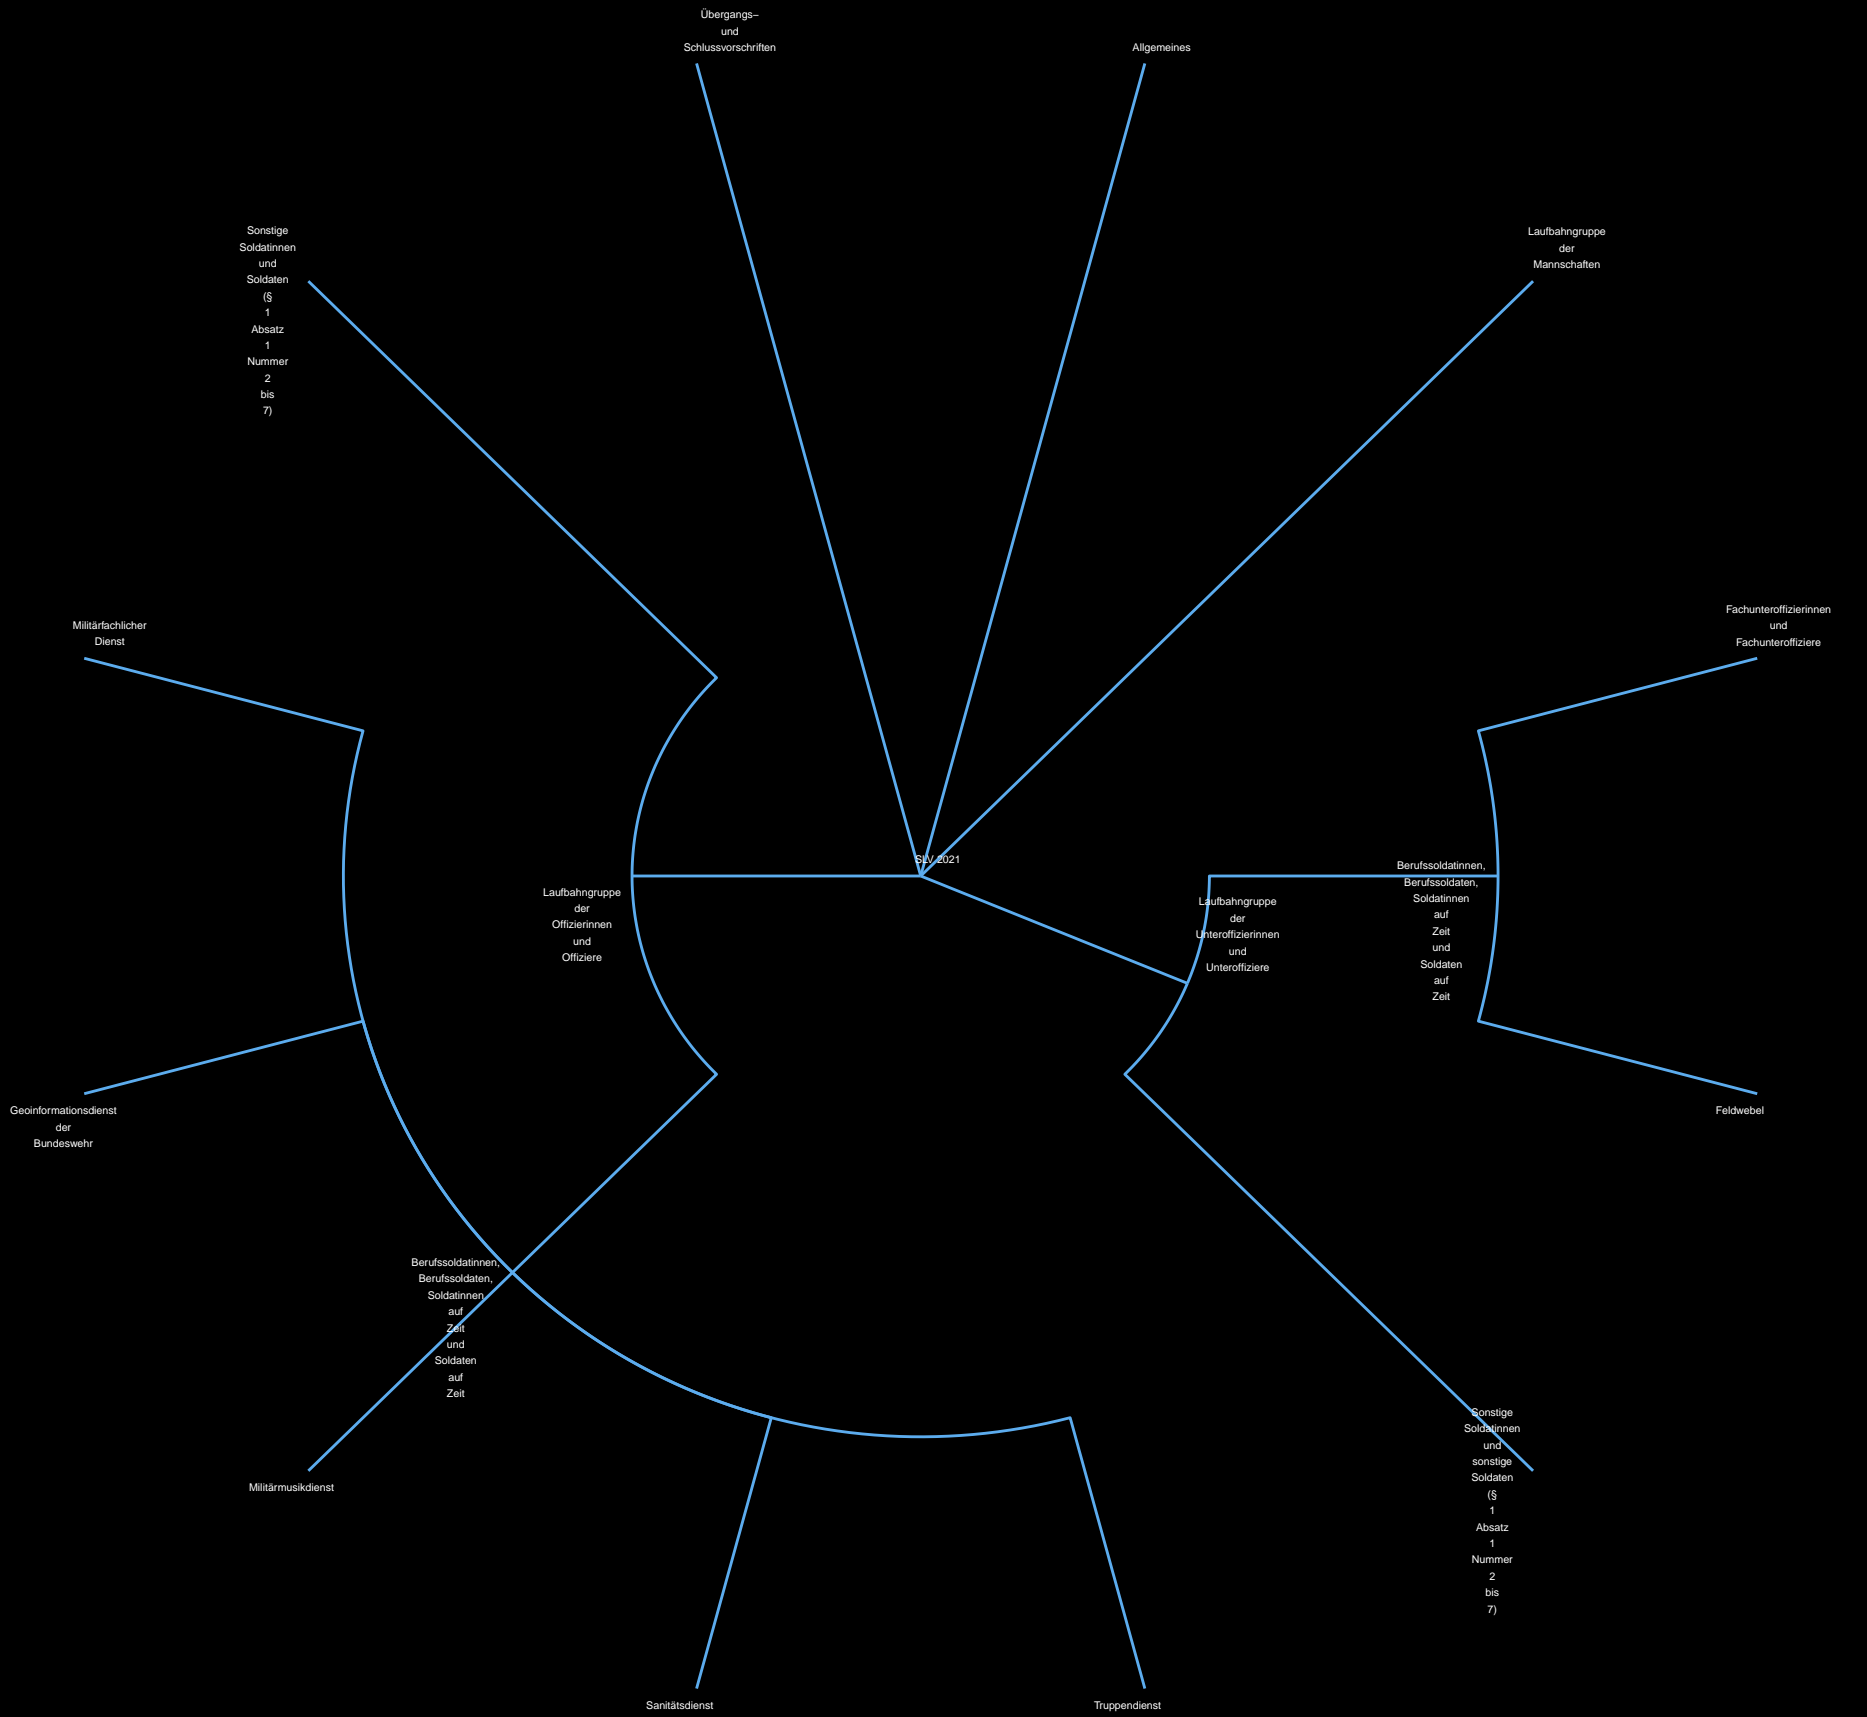 Übergangs–
und
Schlussvorschriften
Allgemeines
Sonstige
Soldatinnen
und
Soldaten
(§
1
Absatz
1
Nummer
2
bis
7)
Laufbahngruppe
der
Mannschaften
Militärfachlicher
Dienst
Fachunteroffizierinnen
und
Fachunteroffiziere
SLV 2021
Laufbahngruppe
der
Offizierinnen
und
Offiziere
Laufbahngruppe
der
Unteroffizierinnen
und
Unteroffiziere
Berufssoldatinnen,
Berufssoldaten,
Soldatinnen
auf
Zeit
und
Soldaten
auf
Zeit
Geoinformationsdienst
der
Bundeswehr
Feldwebel
Berufssoldatinnen,
Berufssoldaten,
Soldatinnen
auf
Zeit
und
Soldaten
auf
Zeit
Militärmusikdienst
Sonstige
Soldatinnen
und
sonstige
Soldaten
(§
1
Absatz
1
Nummer
2
bis
7)
Sanitätsdienst
Truppendienst